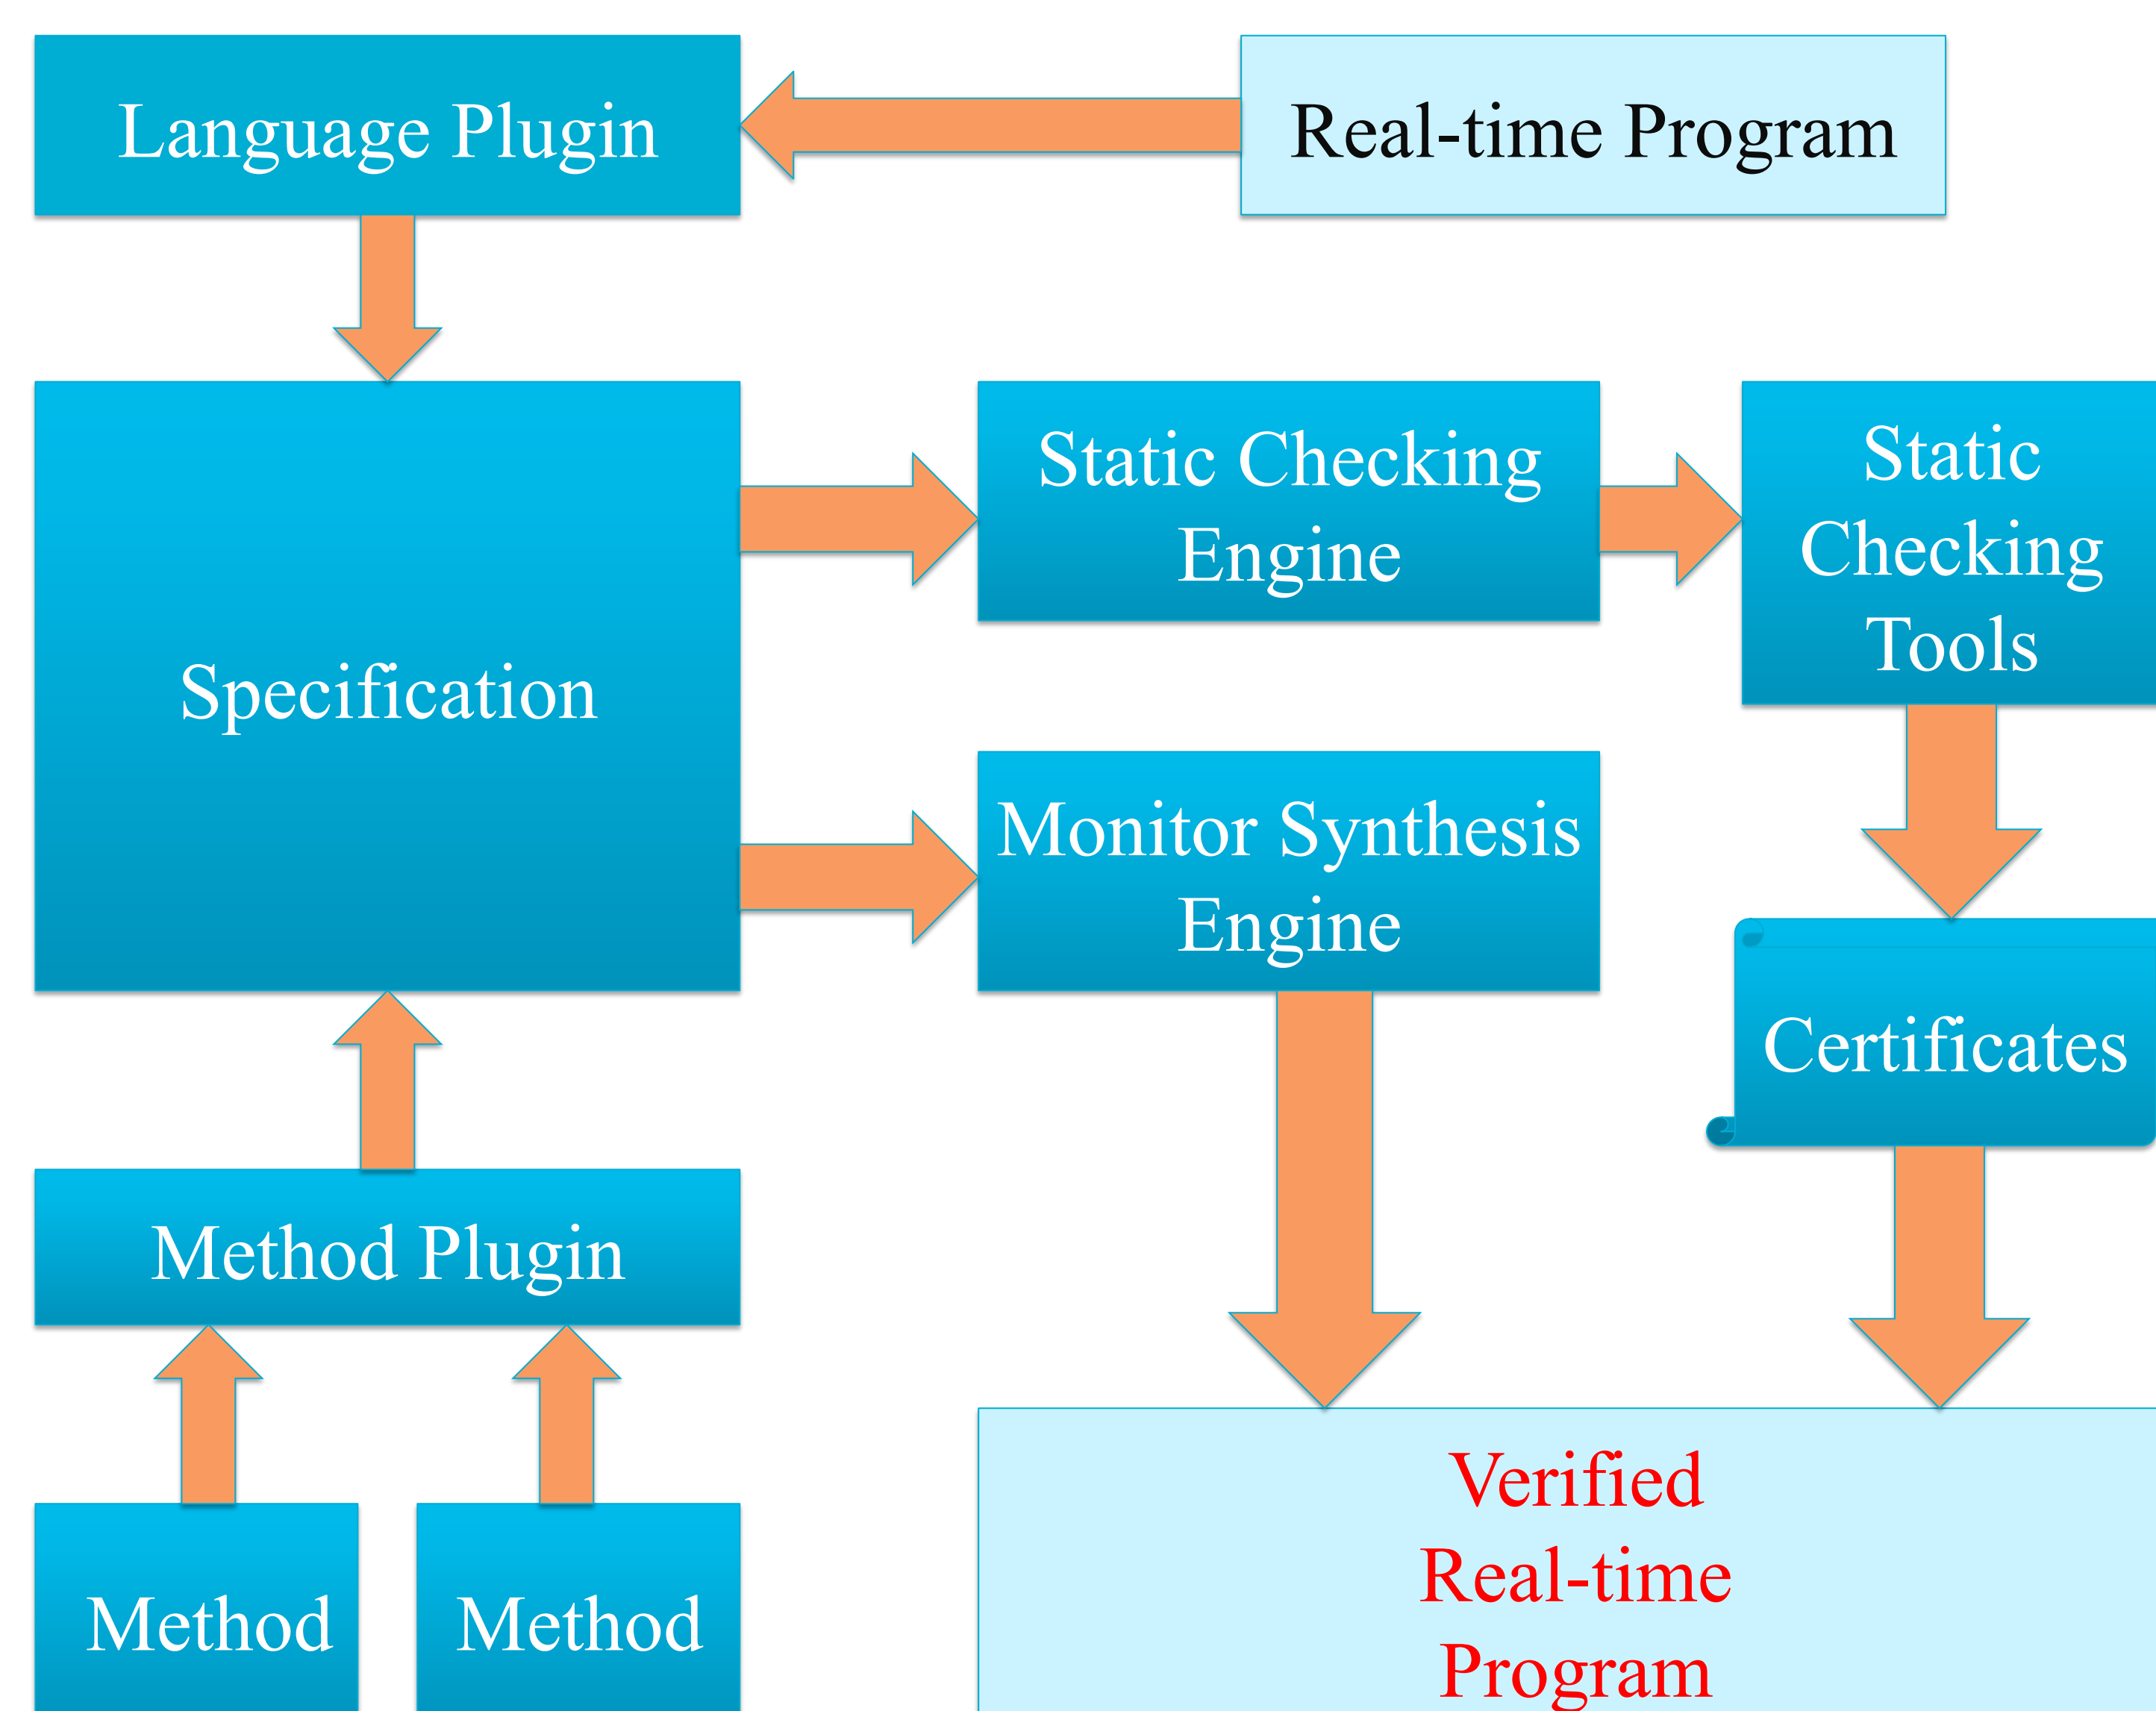 Language Plugin
Real-time Program
Specification
Static Checking
Engine
Static
Checking
Tools
Monitor Synthesis
Engine
Certificates
Method Plugin
Method
Method
Verified
Real-time
Program